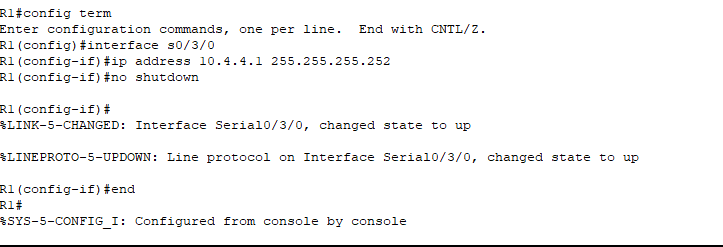 R1#config term
Enter configuration commands, one per line.  End with CNTL/Z.
R1(config)#interface s0/3/0
R1(config-if)#ip address 10.4.4.1 255.255.255.252
R1(config-if)#no shutdown
R1(config-if)#
%LINK-5-CHANGED: Interface Serial0/3/0, changed state to up
%LINEPROTO-5-UPDOWN: Line protocol on Interface Serial0/3/0, changed state to up
R1(config-if)#end
R1#
%SYS-5-CONFIG_I: Configured from console by console